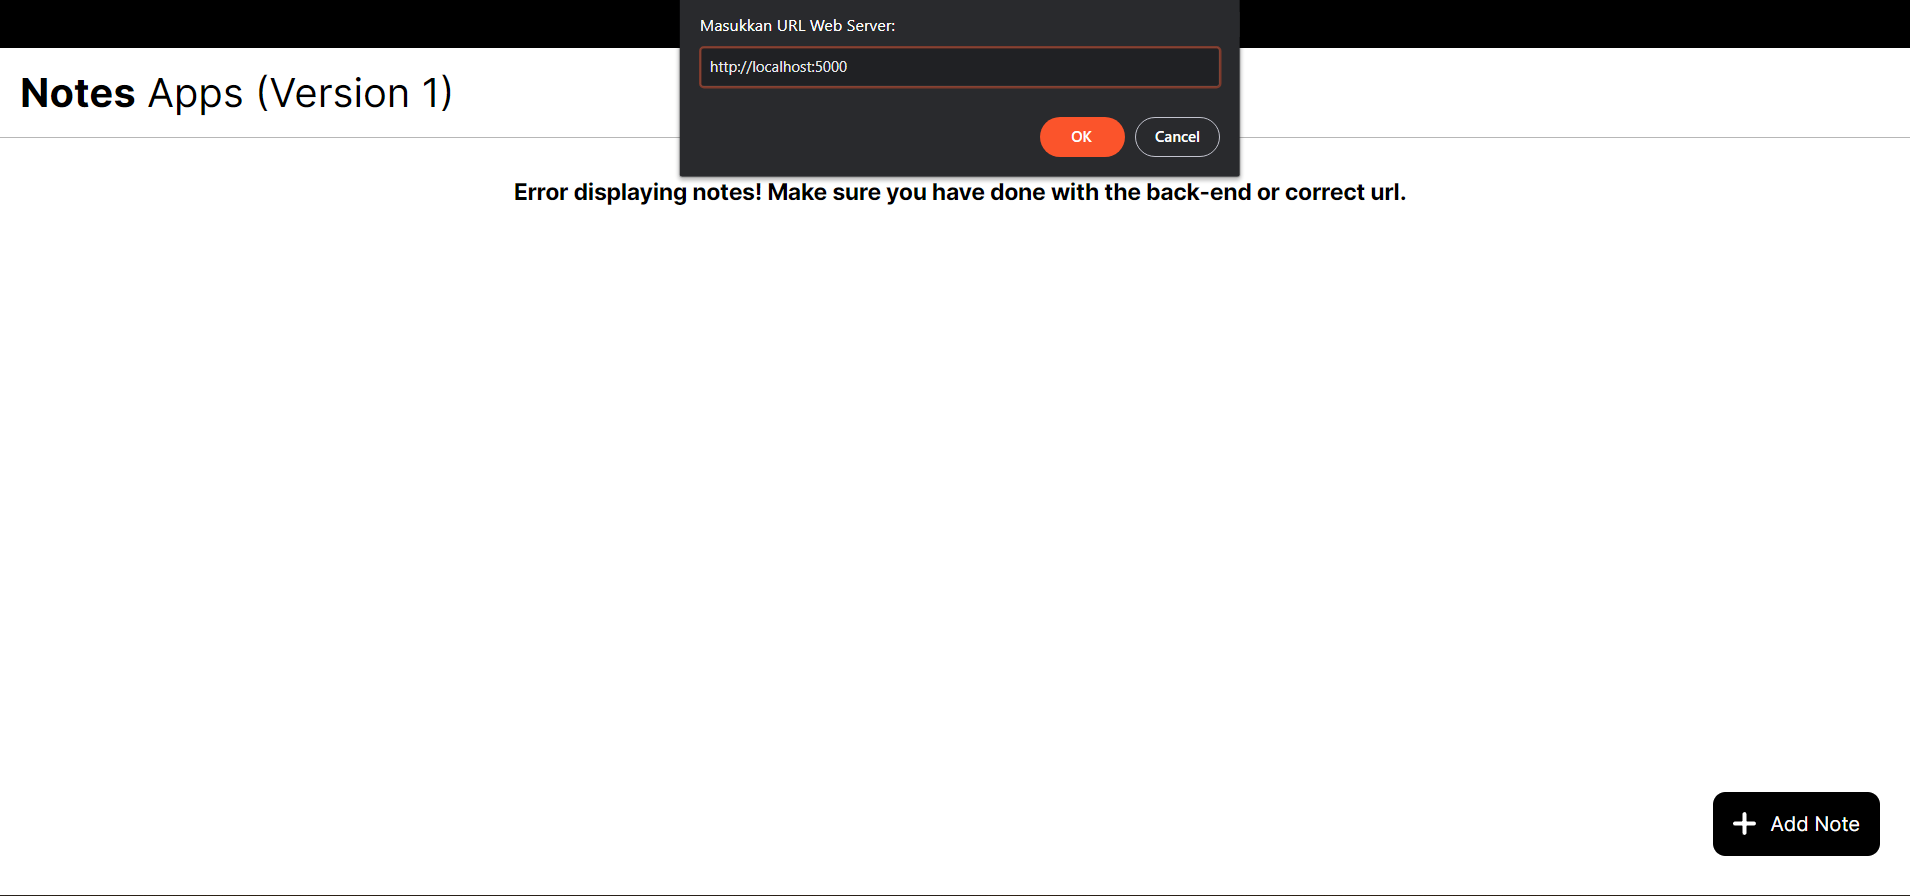 Masukkan URL Web Server:
http://localhost:5000
OK
Cancel
Notes Apps (Version 1)
Error displaying notes! Make sure you have done with the back-end or correct url.
Add Note